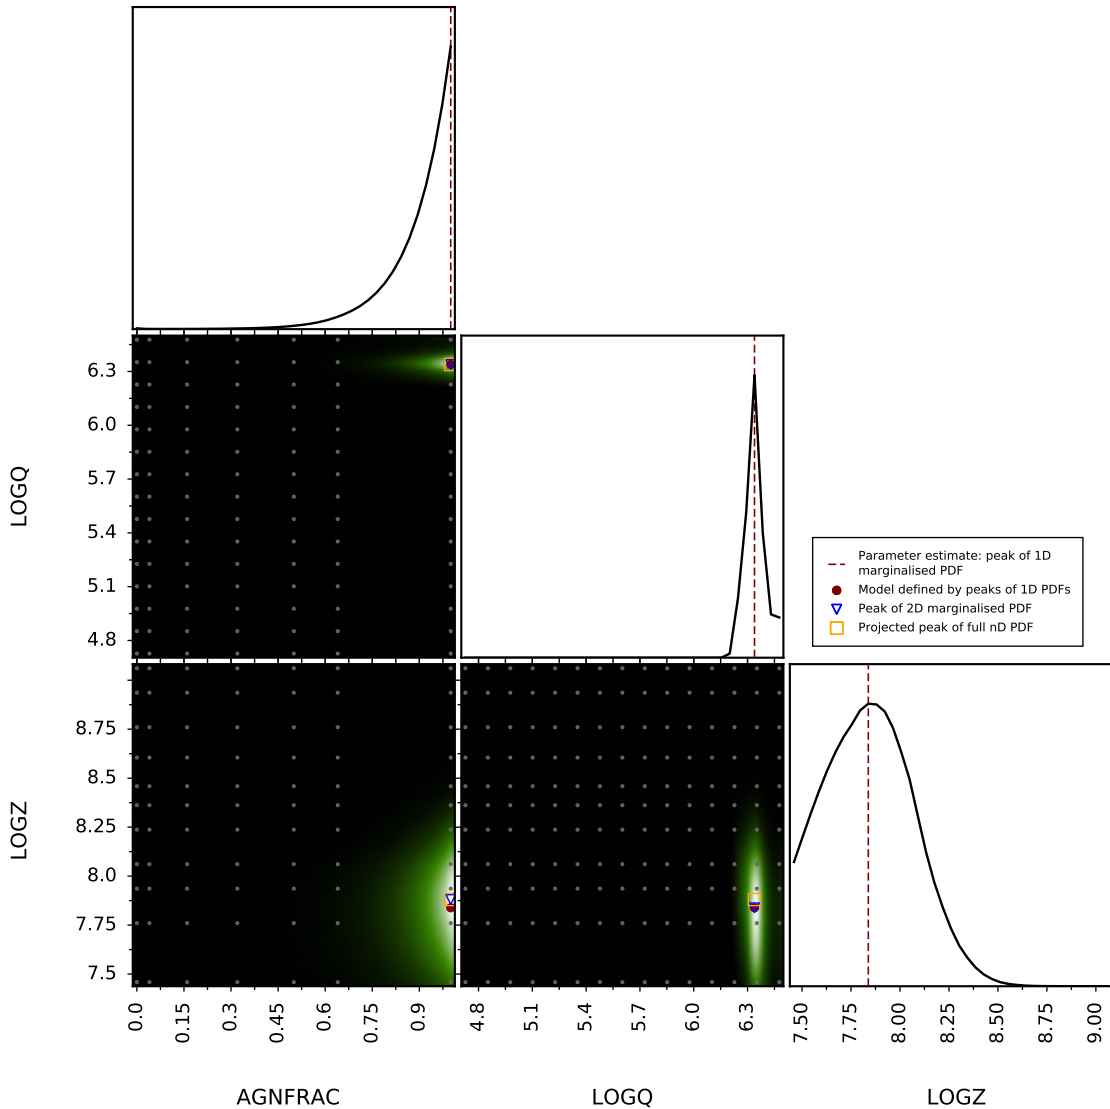 6.3
6.0
5.7
5.4
5.1
4.8
LOGQ
Parameter estimate: peak of 1D
marginalised PDF
Model defined by peaks of 1D PDFs
Peak of 2D marginalised PDF
Projected peak of full nD PDF
8.75
8.5
8.25
8.0
7.75
7.5
LOGZ
0.0 0.15 0.3 0.45 0.6 0.75 0.9
4.8 5.1 5.4 5.7 6.0 6.3
7.50 7.75 8.00 8.25 8.50 8.75 9.00
AGNFRAC LOGQ LOGZ